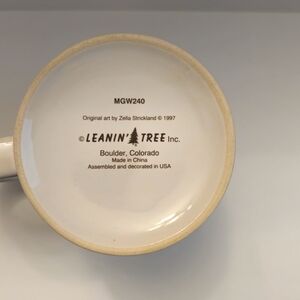 MGW240
Original art by Zella Strickland © 1997
© LEANIN' TREE Inc.
Boulder, Colorado
Made in China
Assembled and decorated in USA